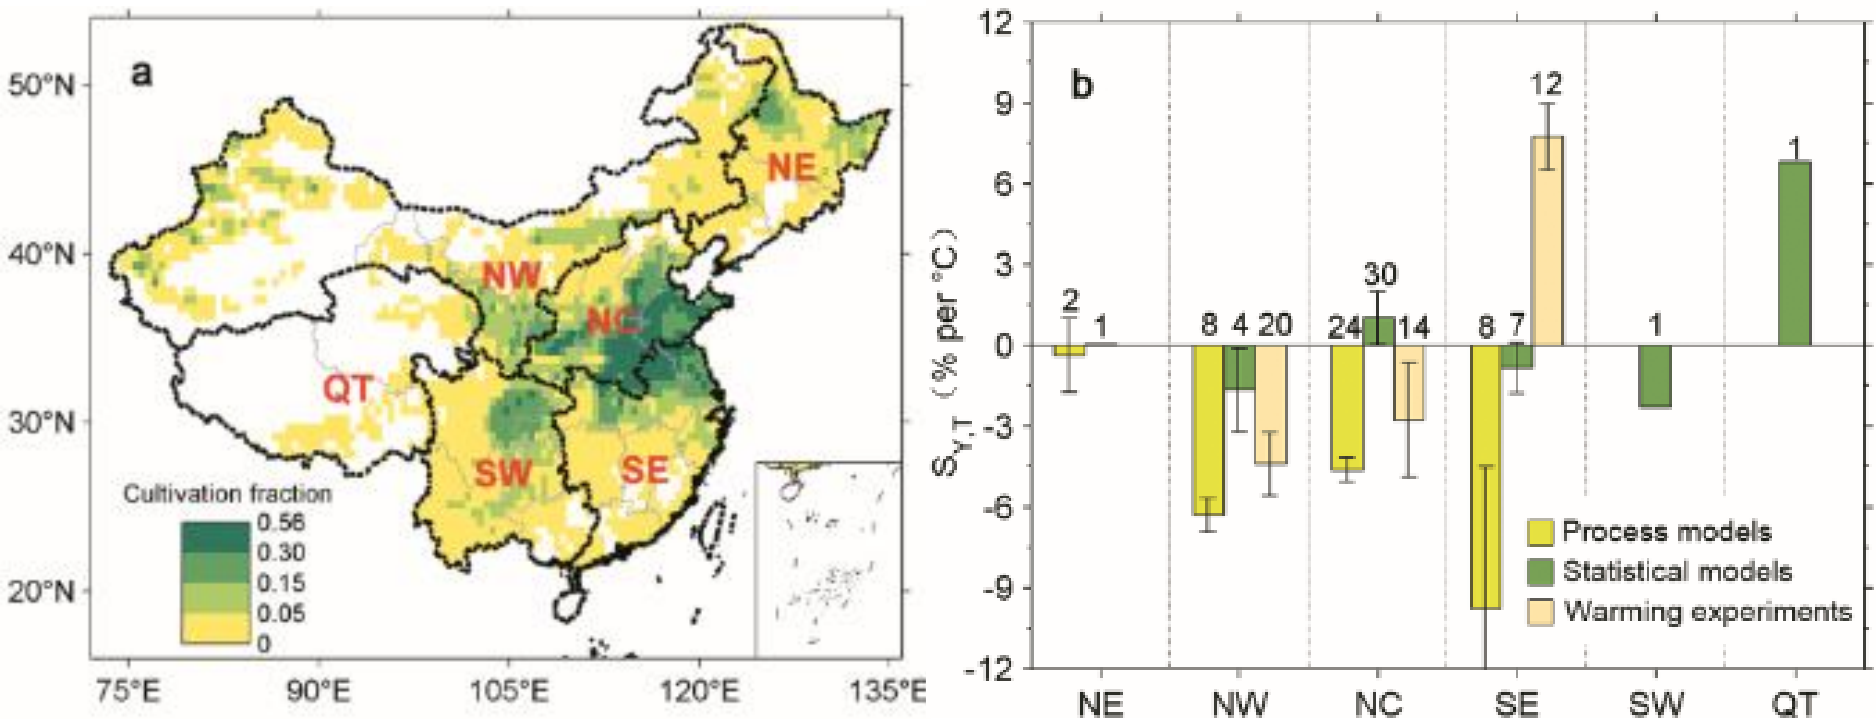 a
50°N
40°N
30°N
20°N
NE
NW
NC
QT
SW
SE
Cultivation fraction
0.56
0.30
0.15
0.05
0
75°E
90°E
105°E
120°E
135°E
b
S_Y,T (% per °C)
12
9
6
3
0
-3
-6
-9
-12
2
1
8 4 20
24 30 14
8 7 12
1
1
Process models
Statistical models
Warming experiments
NE NW NC SE SW QT